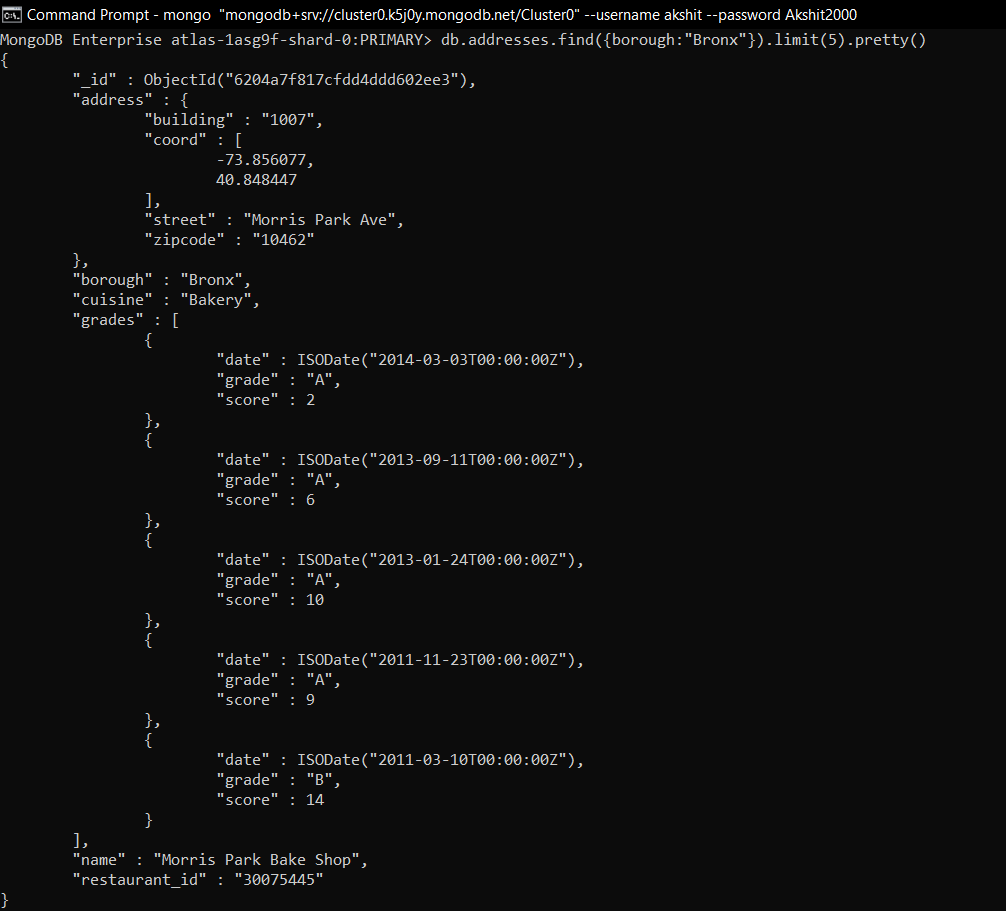 Command Prompt - mongo "mongodb+srv://cluster0.k5j0y.mongodb.net/Cluster0" --username akshit --password Akshit2000
MongoDB Enterprise atlas-1asg9f-shard-0:PRIMARY> db.addresses.find({borough:"Bronx"}).limit(5).pretty()
{
        "_id" : ObjectId("6204a7f817cfdd4ddd602ee3"),
        "address" : {
                "building" : "1007",
                "coord" : [
                        -73.856077,
                        40.848447
                ],
                "street" : "Morris Park Ave",
                "zipcode" : "10462"
        },
        "borough" : "Bronx",
        "cuisine" : "Bakery",
        "grades" : [
                {
                        "date" : ISODate("2014-03-03T00:00:00Z"),
                        "grade" : "A",
                        "score" : 2
                },
                {
                        "date" : ISODate("2013-09-11T00:00:00Z"),
                        "grade" : "A",
                        "score" : 6
                },
                {
                        "date" : ISODate("2013-01-24T00:00:00Z"),
                        "grade" : "A",
                        "score" : 10
                },
                {
                        "date" : ISODate("2011-11-23T00:00:00Z"),
                        "grade" : "A",
                        "score" : 9
                },
                {
                        "date" : ISODate("2011-03-10T00:00:00Z"),
                        "grade" : "B",
                        "score" : 14
                }
        ],
        "name" : "Morris Park Bake Shop",
        "restaurant_id" : "30075445"
}